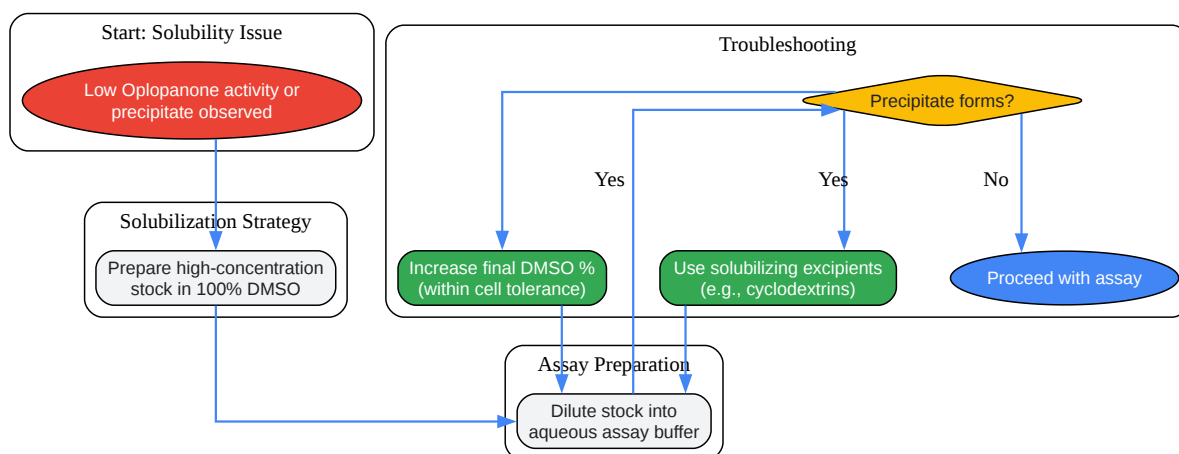 Start: Solubility Issue
Low Oplopanone activity or
precipitate observed
Solubilization Strategy
Prepare high-concentration
stock in 100% DMSO
Troubleshooting
Precipitate forms?
Yes
Yes
No
Increase final DMSO %
(within cell tolerance)
Use solubilizing excipients
(e.g., cyclodextrins)
Proceed with assay
Assay Preparation
Dilute stock into
aqueous assay buffer